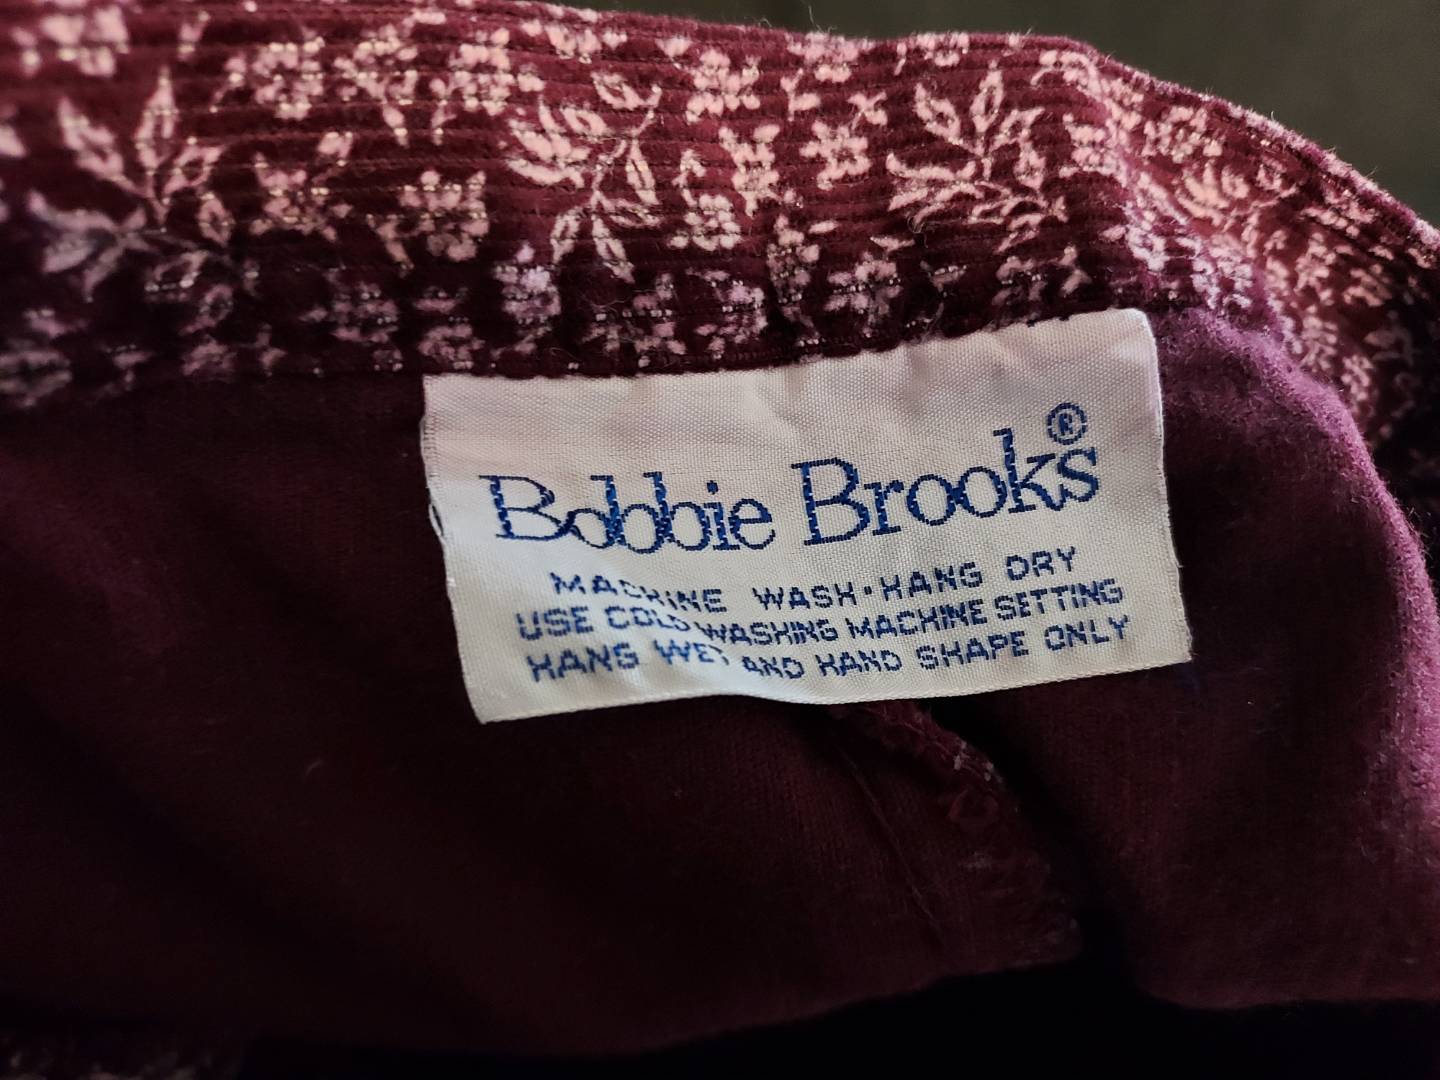 Bobbie Brooks®
MACHINE WASH·HANG DRY
USE COLD WASHING MACHINE SETTING
HANG WET AND HAND SHAPE ONLY